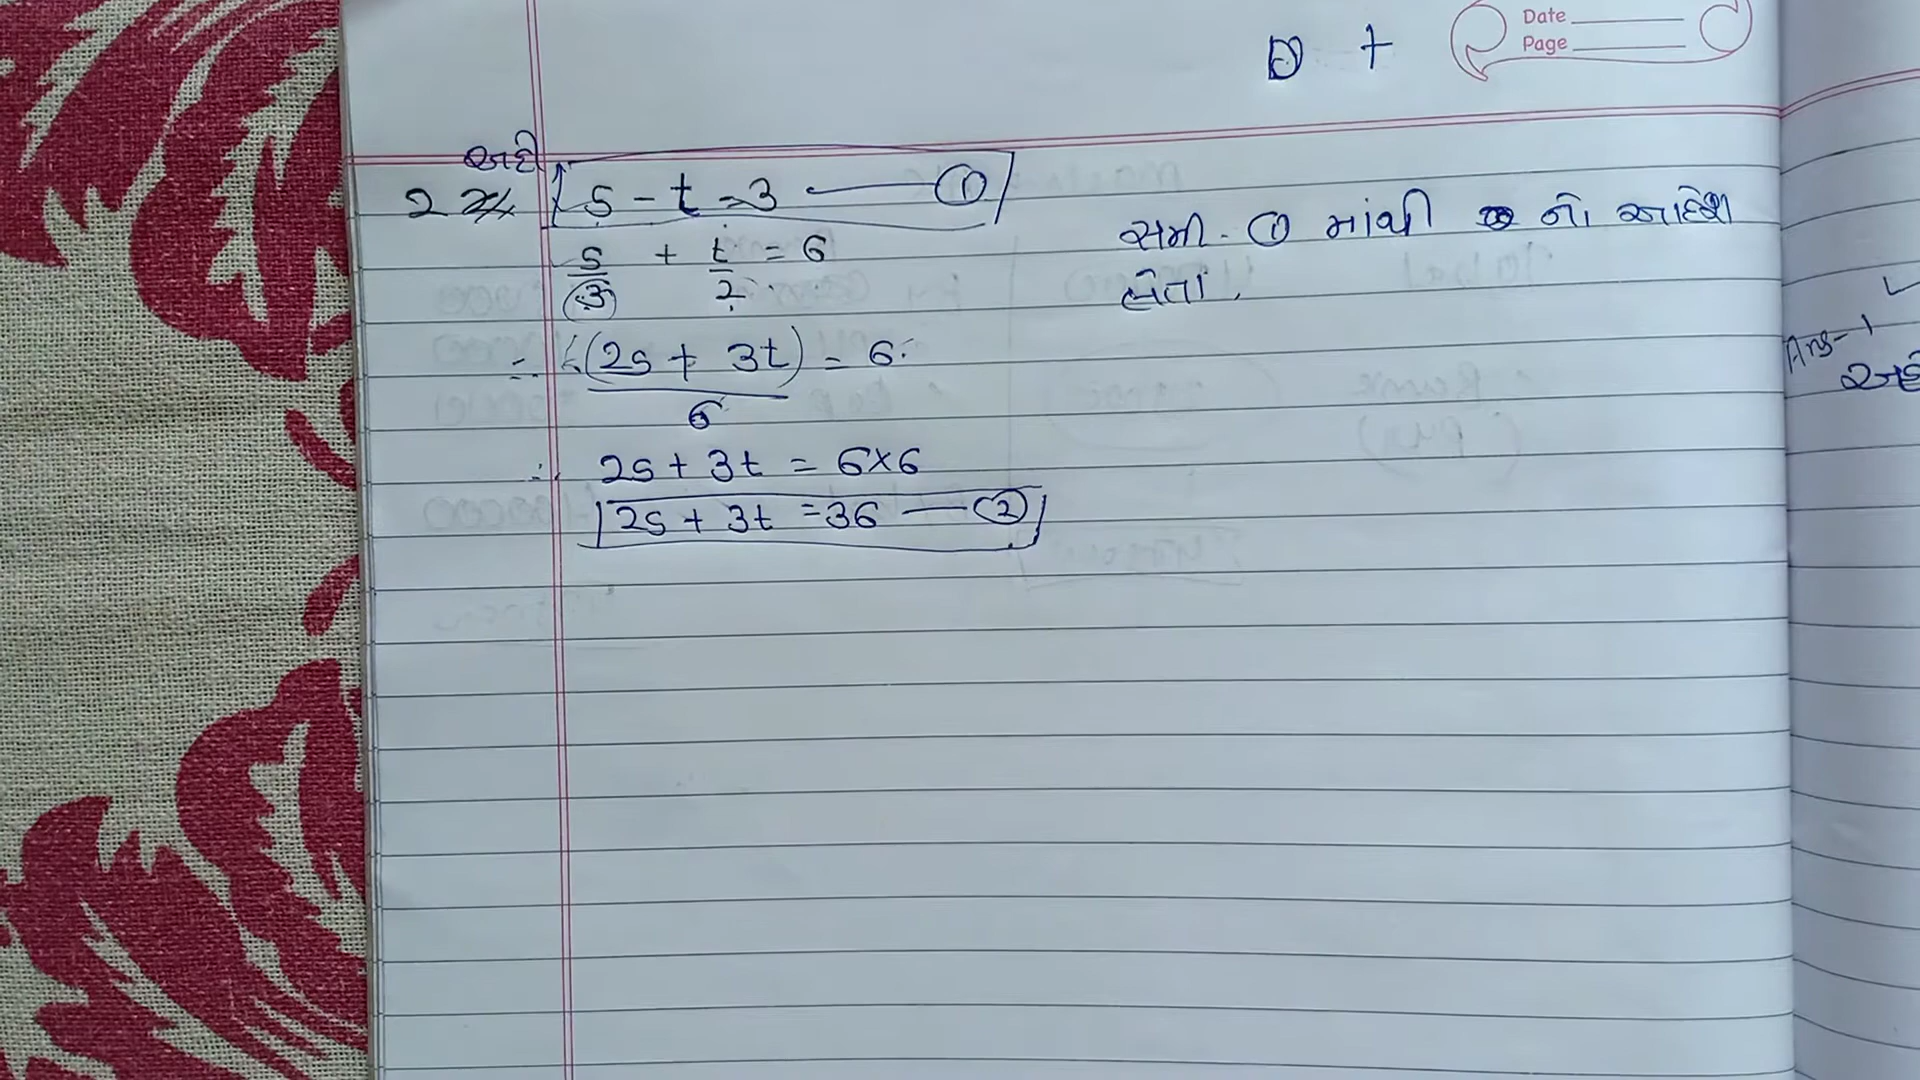 Date
Page
D +
અહીં
2 s - t = 3 — ①
s/3 + t/2 = 6
∴ (2s + 3t)/6 = 6
∴ 2s + 3t = 6×6
2s + 3t = 36 — ②
સમી. ① માંથી નો આદેશ
લેતા,
Ans-1